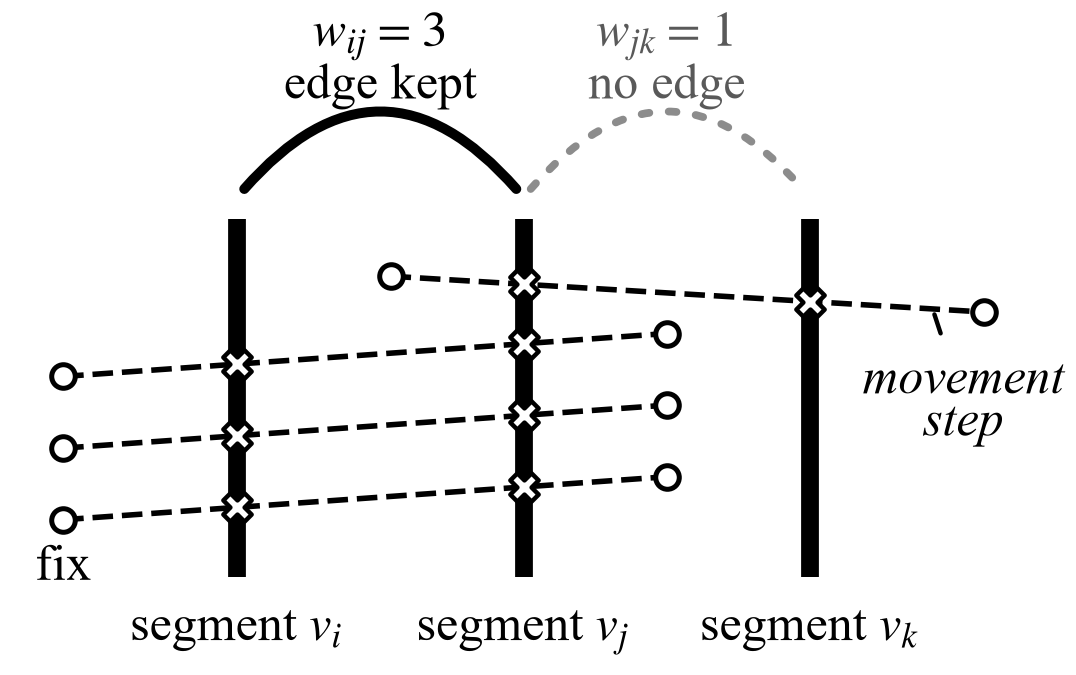 w_ij = 3
edge kept
w_jk = 1
no edge
movement
step
fix
segment v_i
segment v_j
segment v_k